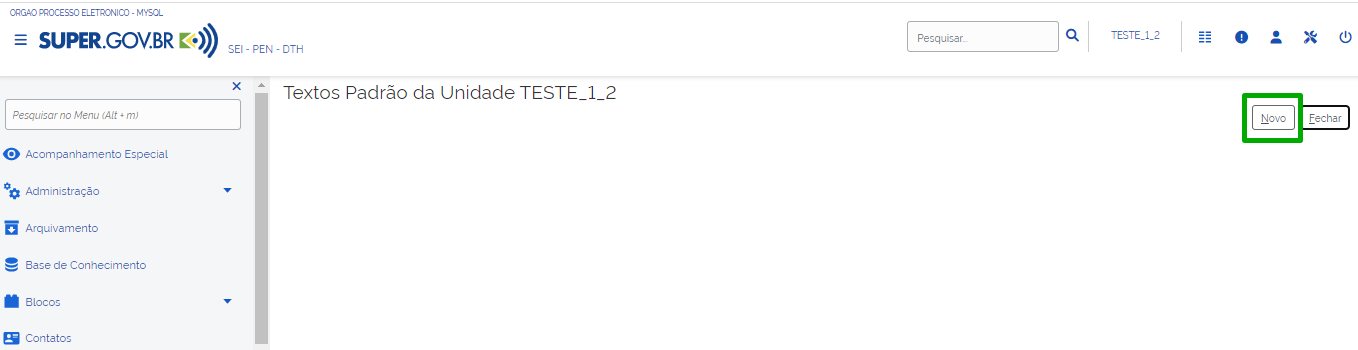 ORGAO PROCESSO ELETRONICO - MYSQL
SUPER.GOV.BR
SEI - PEN - DTH
Pesquisar..
TESTE_1_2
Pesquisar no Menu (Alt + m)
Acompanhamento Especial
Administração
Arquivamento
Base de Conhecimento
Blocos
Contatos
Textos Padrão da Unidade TESTE_1_2
Novo
Fechar